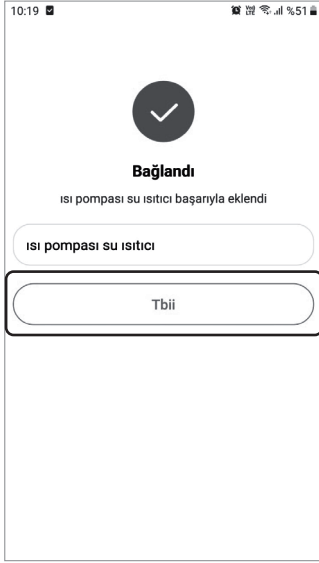 10:19 %51
Bağlandı
ısı pompası su ısıtıcı başarıyla eklendi
ısı pompası su ısıtıcı
Tbii